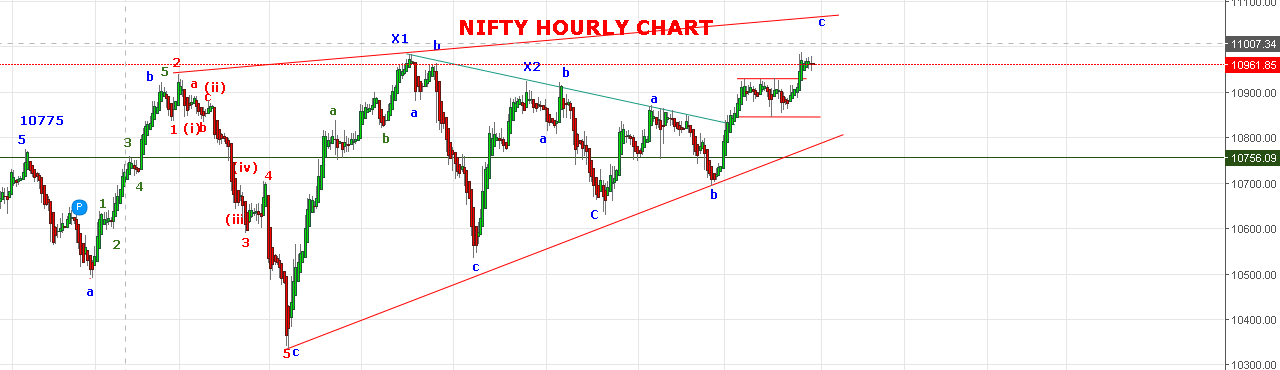 NIFTY HOURLY CHART
11100.00
c
X1
b
11007.34
2
X2
10961.85
b
5
b
a
(ii)
c
a
10900.00
a
a
10775
1
(i)
b
5
3
b
a
10800.00
10756.09
(iv)
4
4
10700.00
b
P
1
C
(iii
2
3
10600.00
c
a
10500.00
10400.00
5
c
10300.00